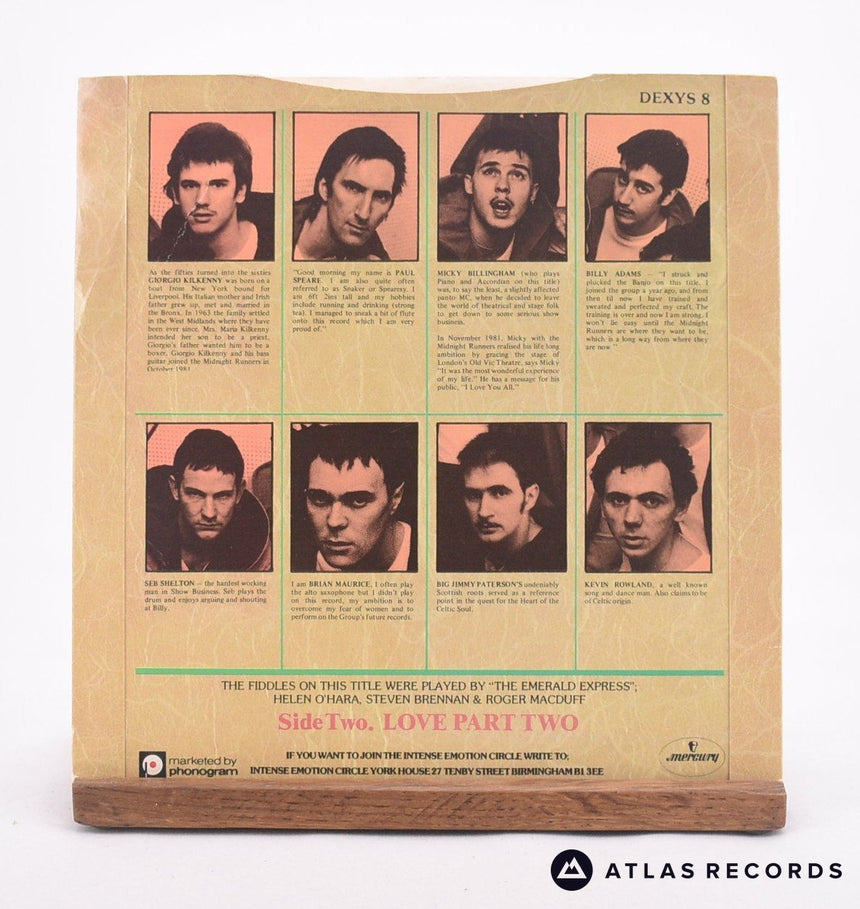 DEXYS 8
As the fifties turned into the sixties
GIORGIO KILKENNY was born on a
boat from New York bound for
Liverpool. His Italian mother and Irish
father grew up, met and married in
the Bronx. In 1963 the family settled
in the West Midlands where they have
been ever since. Mrs. Maria Kilkenny
intended her son to be a priest,
Giorgio's father wanted him to be a
boxer. Giorgio Kilkenny and his bass
guitar joined the Midnight Runners in
October 1981
"Good morning my name is PAUL
SPEARE. I am also quite often
referred to as Snaker or Spearesy. I
am 6ft 2ins tall and my hobbies
include running and drinking (strong
tea). I managed to sneak a bit of flute
onto this record which I am very
proud of."
MICKY BILLINGHAM (who plays
Piano and Accordian on this title)
was, to say the least, a slightly affected
panto MC, when he decided to leave
the world of theatrical and stage folk
to get down to some serious show
business.
In November 1981, Micky with the
Midnight Runners realised his life long
ambition by gracing the stage of
London's Old Vic Theatre, says Micky
"It was the most wonderful experience
of my life." He has a message for his
public, "I Love You All."
BILLY ADAMS – "I struck and
plucked the Banjo on this title. I
joined the group a year ago, and from
then til now I have trained and
sweated and perfected my craft. The
training is over and now I am strong. I
won't lie easy until the Midnight
Runners are where they want to be,
which is a long way from where they
are now"
SEB SHELTON – the hardest working
man in Show Business. Seb plays the
drum and enjoys arguing and shouting
at Billy.
I am BRIAN MAURICE, I often play
the alto saxophone but I didn't play
on this record, my ambition is to
overcome my fear of women and to
perform on the Group's future records.
BIG JIMMY PATERSON'S undeniably
Scottish roots served as a reference
point in the quest for the Heart of the
Celtic Soul.
KEVIN ROWLAND, a well known
song and dance man. Also claims to be
of Celtic origin.
THE FIDDLES ON THIS TITLE WERE PLAYED BY "THE EMERALD EXPRESS";
HELEN O'HARA, STEVEN BRENNAN & ROGER MACDUFF
Side Two. LOVE PART TWO
marketed by
phonogram
IF YOU WANT TO JOIN THE INTENSE EMOTION CIRCLE WRITE TO;
INTENSE EMOTION CIRCLE YORK HOUSE 27 TENBY STREET BIRMINGHAM B1 3EE
mercury
ATLAS RECORDS